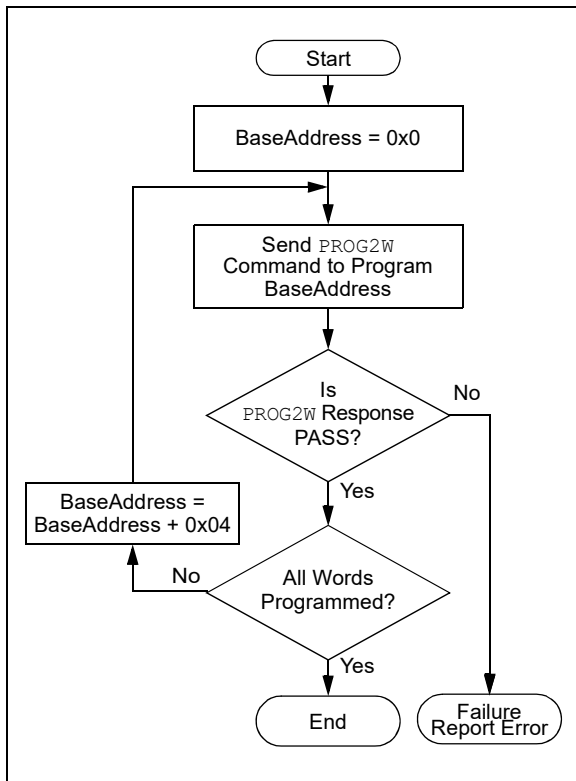 Start
BaseAddress = 0x0
Send PROG2W
Command to Program
BaseAddress
Is
PROG2W Response
PASS?
No
Yes
BaseAddress =
BaseAddress + 0x04
No
All Words
Programmed?
Yes
End
Failure
Report Error